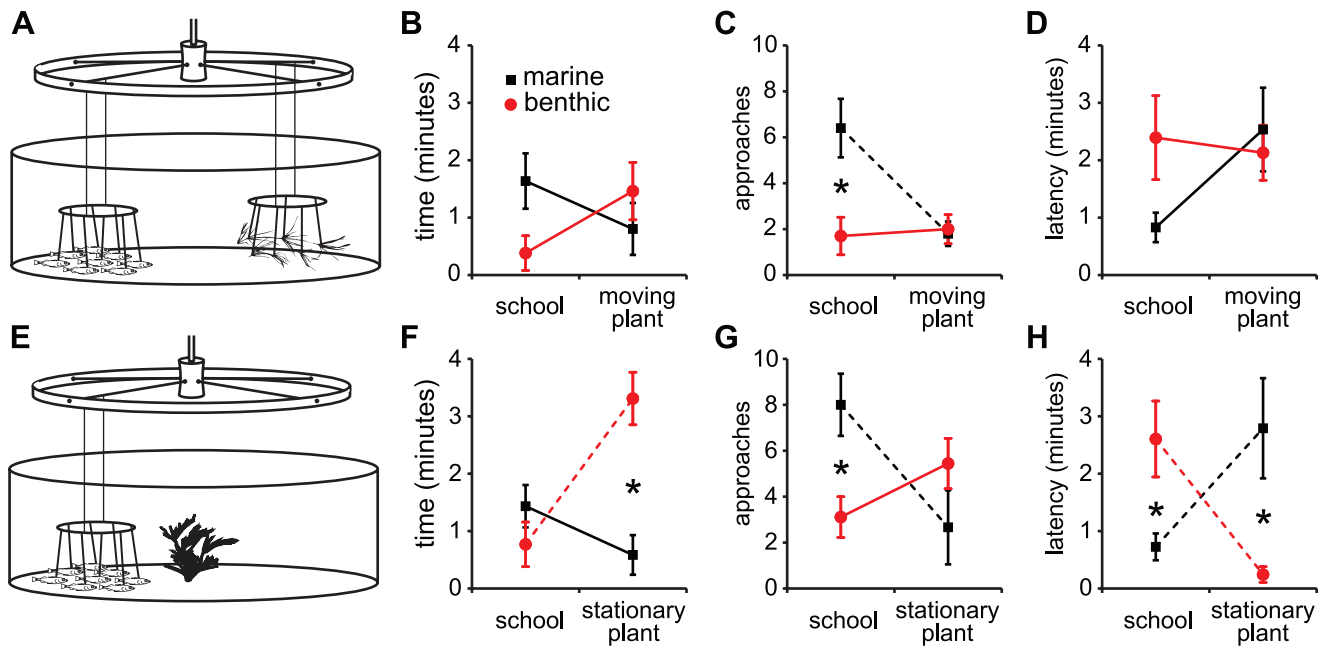 A
B
time (minutes)
4
3
2
1
0
marine
benthic
school
moving
plant
C
approaches
10
8
6
4
2
0
*
school
moving
plant
D
latency (minutes)
4
3
2
1
0
school
moving
plant
E
F
time (minutes)
4
3
2
1
0
*
school
stationary
plant
G
approaches
10
8
6
4
2
0
*
school
stationary
plant
H
latency (minutes)
4
3
2
1
0
*
*
school
stationary
plant